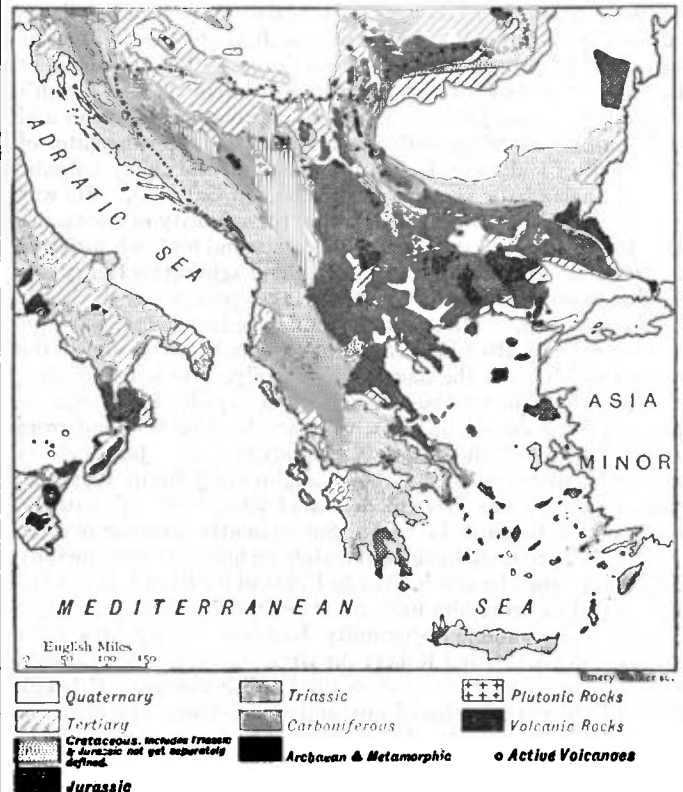 ADRIATIC SEA
ASIA
MINOR
MEDITERRANEAN SEA
English Miles
0 50 100 150
Emery Walker sc.
Quaternary
Tertiary
Cretaceous. Includes Triassic
& Jurassic not yet separately
defined.
Jurassic
Triassic
Carboniferous
Archaean & Metamorphic
Plutonic Rocks
Volcanic Rocks
Active Volcanoes